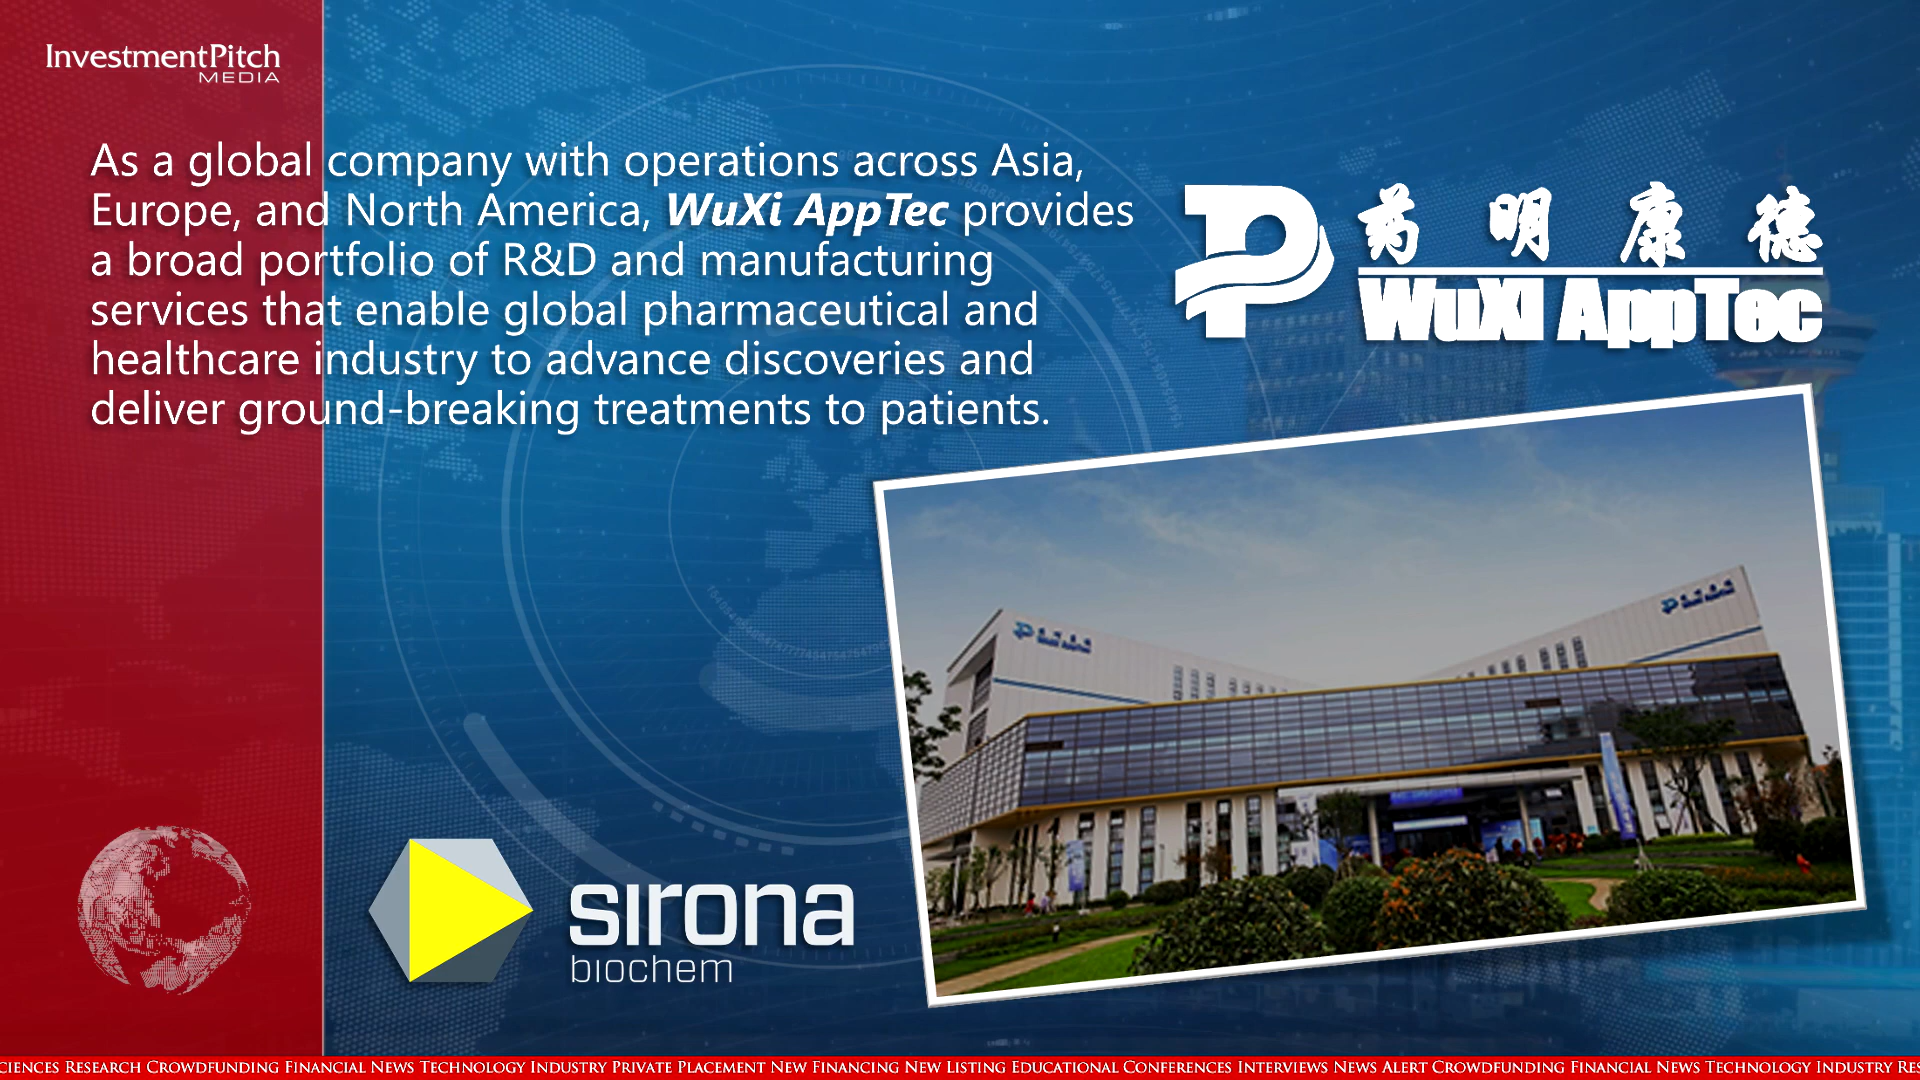 InvestmentPitch
MEDIA
As a global company with operations across Asia,
Europe, and North America, WuXi AppTec provides
a broad portfolio of R&D and manufacturing
services that enable global pharmaceutical and
healthcare industry to advance discoveries and
deliver ground-breaking treatments to patients.
药明康德
WuXi AppTec
sirona
biochem
CIENCES RESEARCH CROWDFUNDING FINANCIAL NEWS TECHNOLOGY INDUSTRY PRIVATE PLACEMENT NEW FINANCING NEW LISTING EDUCATIONAL CONFERENCES INTERVIEWS NEWS ALERT CROWDFUNDING FINANCIAL NEWS TECHNOLOGY INDUSTRY RES